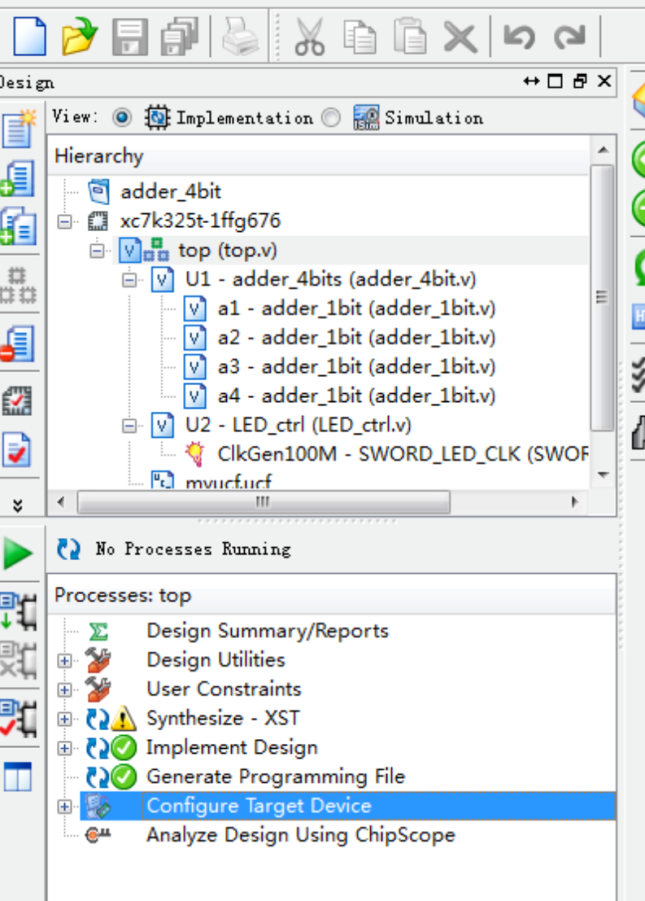 Design
View: Implementation Simulation
Hierarchy
adder_4bit
xc7k325t-1ffg676
top (top.v)
U1 - adder_4bits (adder_4bit.v)
a1 - adder_1bit (adder_1bit.v)
a2 - adder_1bit (adder_1bit.v)
a3 - adder_1bit (adder_1bit.v)
a4 - adder_1bit (adder_1bit.v)
U2 - LED_ctrl (LED_ctrl.v)
ClkGen100M - SWORD_LED_CLK (SWOR
myucf.ucf
No Processes Running
Processes: top
Design Summary/Reports
Design Utilities
User Constraints
Synthesize - XST
Implement Design
Generate Programming File
Configure Target Device
Analyze Design Using ChipScope